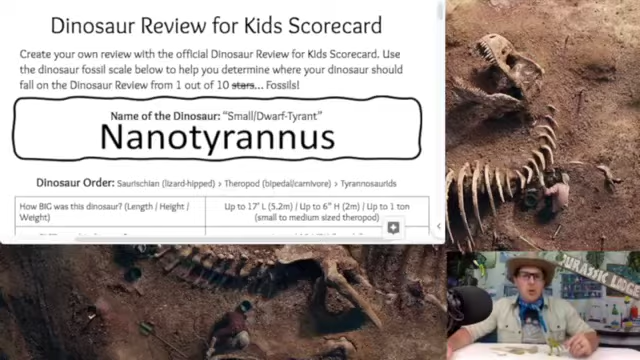 Dinosaur Review for Kids Scorecard
Create your own review with the official Dinosaur Review for Kids Scorecard. Use
the dinosaur fossil scale below to help you determine where your dinosaur should
fall on the Dinosaur Review from 1 out of 10 stars... Fossils!
Name of the Dinosaur: "Small/Dwarf-Tyrant"
Nanotyrannus
Dinosaur Order: Saurischian (lizard-hipped) > Theropod (bipedal/carnivore) > Tyrannosaurids
How BIG was this dinosaur? (Length / Height / Weight)
Up to 17' L (5,2m) / Up to 6" H (2m) / Up to 1 ton
(small to medium sized theropod)
JURASSIC LODGE